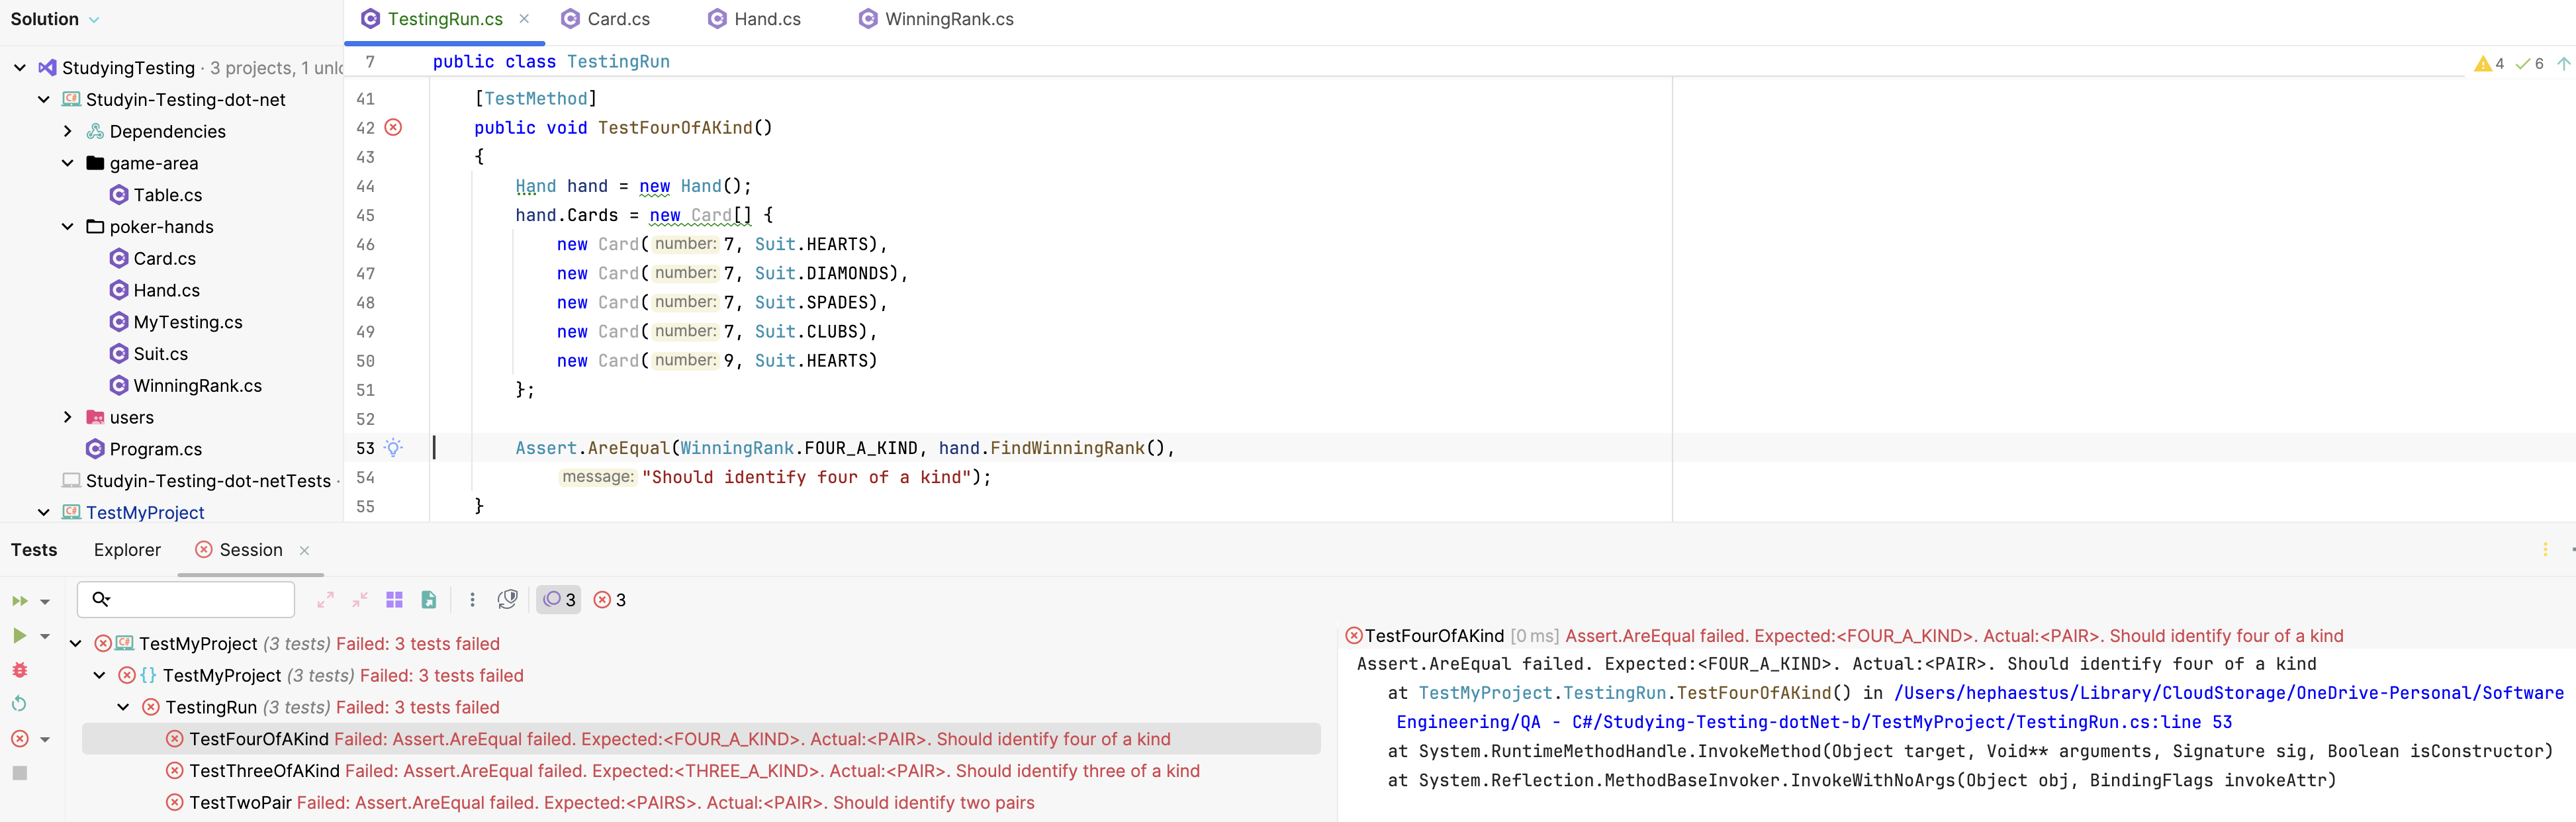 Solution
TestingRun.cs
Card.cs
Hand.cs
WinningRank.cs
StudyingTesting · 3 projects, 1 unlo
Studyin-Testing-dot-net
Dependencies
game-area
Table.cs
poker-hands
Card.cs
Hand.cs
MyTesting.cs
Suit.cs
WinningRank.cs
users
Program.cs
Studyin-Testing-dot-netTests ·
TestMyProject
7 public class TestingRun
4 6
41 [TestMethod]
42 public void TestFourOfAKind()
43 {
44 Hand hand = new Hand();
45 hand.Cards = new Card[] {
46 new Card( number: 7, Suit.HEARTS),
47 new Card( number: 7, Suit.DIAMONDS),
48 new Card( number: 7, Suit.SPADES),
49 new Card( number: 7, Suit.CLUBS),
50 new Card( number: 9, Suit.HEARTS)
51 };
52
53 Assert.AreEqual(WinningRank.FOUR_A_KIND, hand.FindWinningRank(),
54 message: "Should identify four of a kind");
55 }
Tests Explorer Session
3 3
TestMyProject (3 tests) Failed: 3 tests failed
{} TestMyProject (3 tests) Failed: 3 tests failed
TestingRun (3 tests) Failed: 3 tests failed
TestFourOfAKind Failed: Assert.AreEqual failed. Expected:<FOUR_A_KIND>. Actual:<PAIR>. Should identify four of a kind
TestThreeOfAKind Failed: Assert.AreEqual failed. Expected:<THREE_A_KIND>. Actual:<PAIR>. Should identify three of a kind
TestTwoPair Failed: Assert.AreEqual failed. Expected:<PAIRS>. Actual:<PAIR>. Should identify two pairs
TestFourOfAKind [0 ms] Assert.AreEqual failed. Expected:<FOUR_A_KIND>. Actual:<PAIR>. Should identify four of a kind
Assert.AreEqual failed. Expected:<FOUR_A_KIND>. Actual:<PAIR>. Should identify four of a kind
at TestMyProject.TestingRun.TestFourOfAKind() in /Users/hephaestus/Library/CloudStorage/OneDrive-Personal/Software
Engineering/QA - C#/Studying-Testing-dotNet-b/TestMyProject/TestingRun.cs:line 53
at System.RuntimeMethodHandle.InvokeMethod(Object target, Void** arguments, Signature sig, Boolean isConstructor)
at System.Reflection.MethodBaseInvoker.InvokeWithNoArgs(Object obj, BindingFlags invokeAttr)